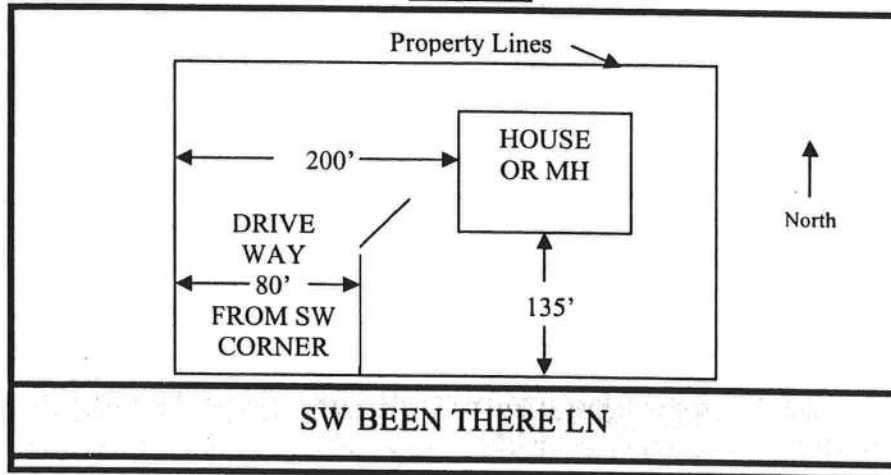 Property Lines
200'
HOUSE
OR MH
North
DRIVE
WAY
80'
FROM SW
CORNER
135'
SW BEEN THERE LN